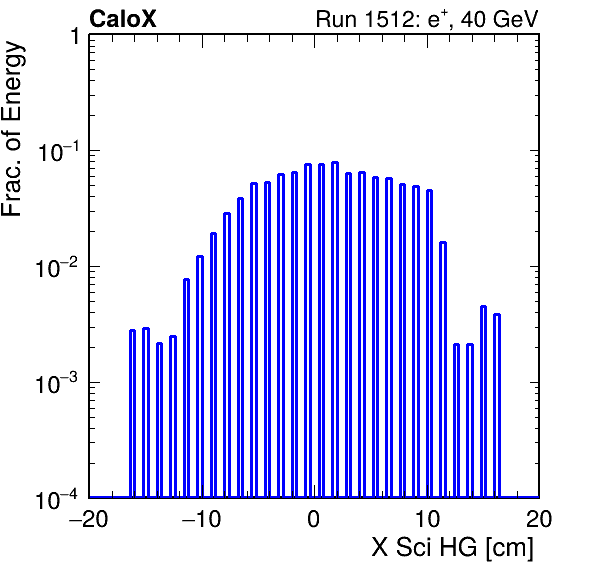 CaloX Run 1512: e⁺, 40 GeV
Frac. of Energy
1
10⁻¹
10⁻²
10⁻³
10⁻⁴
−20 −10 0 10 20
X Sci HG [cm]